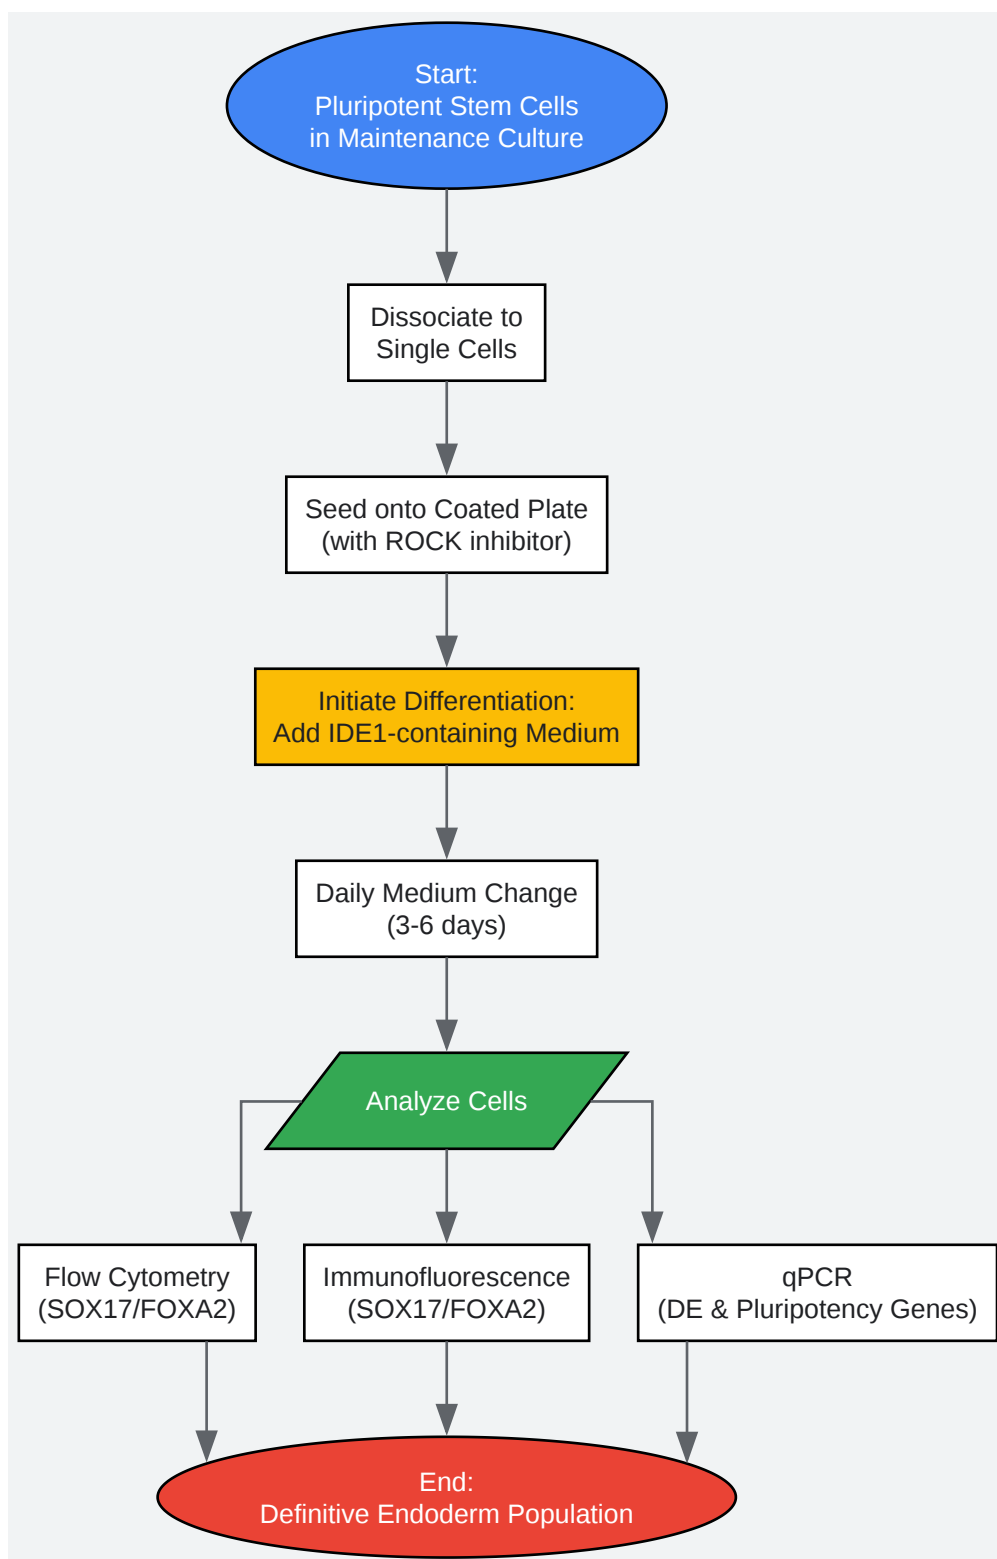 Start:
Pluripotent Stem Cells
in Maintenance Culture
Dissociate to
Single Cells
Seed onto Coated Plate
(with ROCK inhibitor)
Initiate Differentiation:
Add IDE1-containing Medium
Daily Medium Change
(3-6 days)
Analyze Cells
Flow Cytometry
(SOX17/FOXA2)
Immunofluorescence
(SOX17/FOXA2)
qPCR
(DE & Pluripotency Genes)
End:
Definitive Endoderm Population